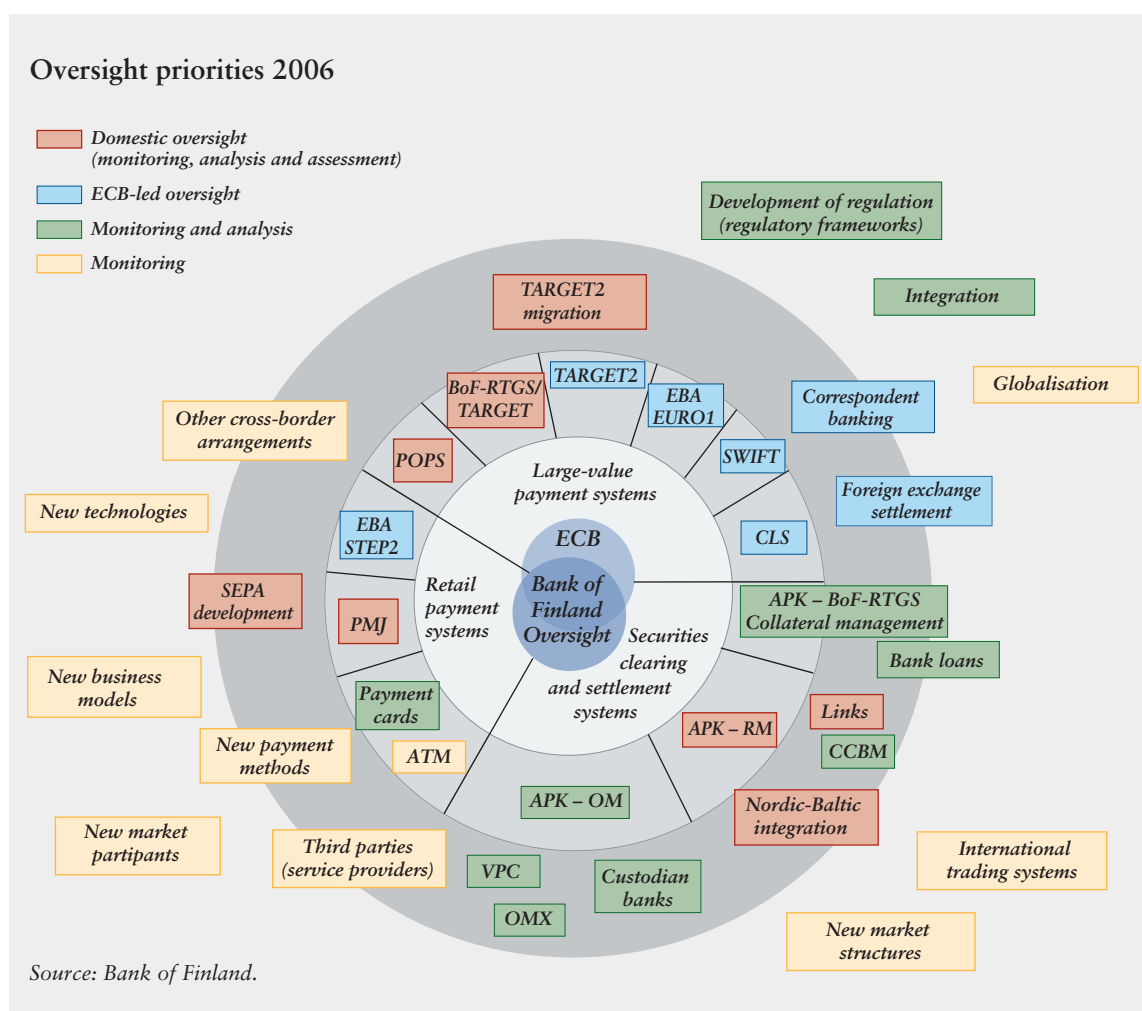 Oversight priorities 2006
Domestic oversight
(monitoring, analysis and assessment)
ECB-led oversight
Monitoring and analysis
Monitoring
Development of regulation
(regulatory frameworks)
Integration
Globalisation
TARGET2
migration
BoF-RTGS/
TARGET
TARGET2
EBA
EURO1
Correspondent
banking
Other cross-border
arrangements
POPS
SWIFT
Large-value
payment systems
Foreign exchange
settlement
New technologies
EBA
STEP2
CLS
ECB
Bank of
Finland
Oversight
Retail
payment
systems
SEPA
development
PMJ
APK – BoF-RTGS
Collateral management
Securities
clearing
and settlement
systems
Bank loans
New business
models
Payment
cards
Links
APK – RM
CCBM
New payment
methods
ATM
APK – OM
Nordic-Baltic
integration
New market
partipants
Third parties
(service providers)
VPC
Custodian
banks
International
trading systems
OMX
New market
structures
Source: Bank of Finland.